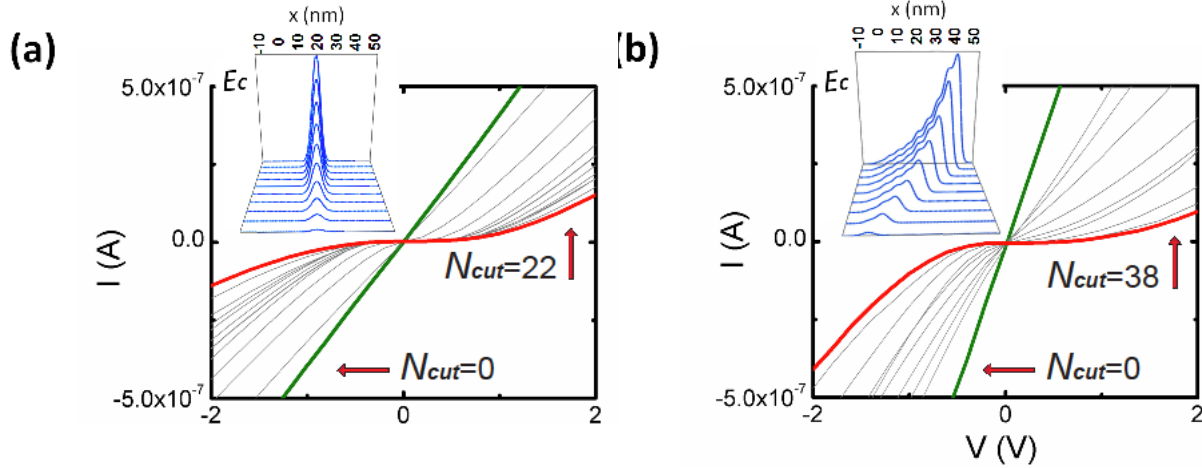 (a)
x (nm)
-10 0 10 20 30 40 50
Ec
5.0x10⁻⁷
0.0
-5.0x10⁻⁷
I (A)
Ncut=22
Ncut=0
-2 0 2
(b)
x (nm)
-10 0 10 20 30 40 50
Ec
5.0x10⁻⁷
0.0
-5.0x10⁻⁷
I (A)
Ncut=38
Ncut=0
-2 0 2
V (V)